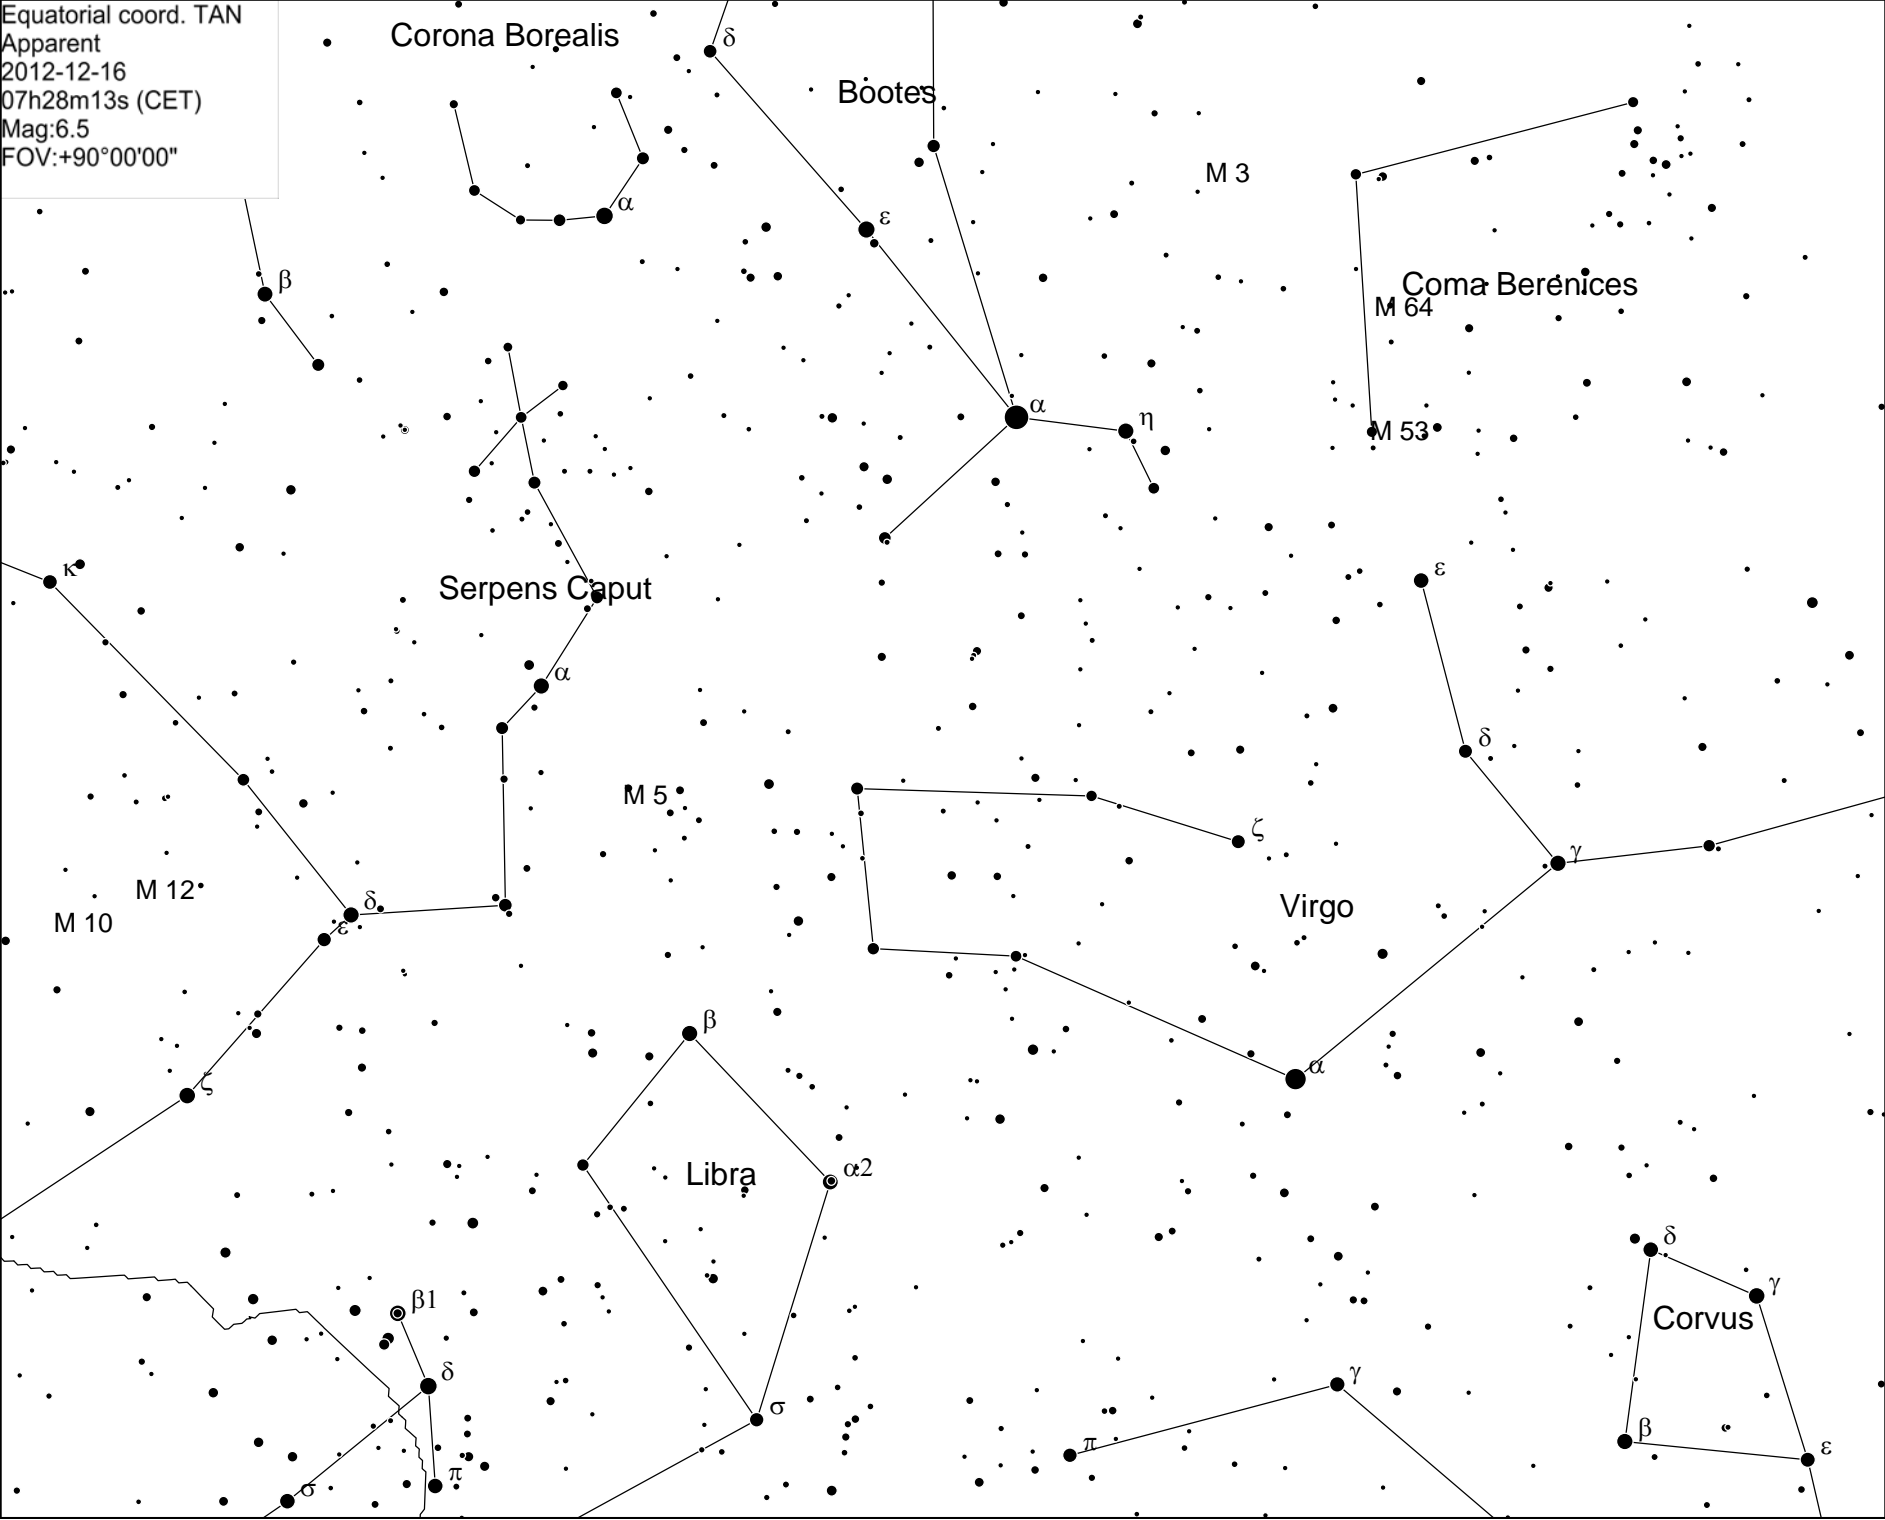 Equatorial coord. TAN
Apparent
2012-12-16
07h28m13s (CET)
Mag:6.5
FOV:+90°00'00"
Corona Borealis
δ
Bootes
M 3
α
ε
β
Coma Berenices
M 64
α
η
M 53
κ
ε
Serpens Caput
α
δ
M 5
ζ
γ
M 12
δ
Virgo
M 10
ε
β
α
ζ
Libra
α2
δ
γ
β1
Corvus
δ
γ
σ
β
π
ε
π
σ